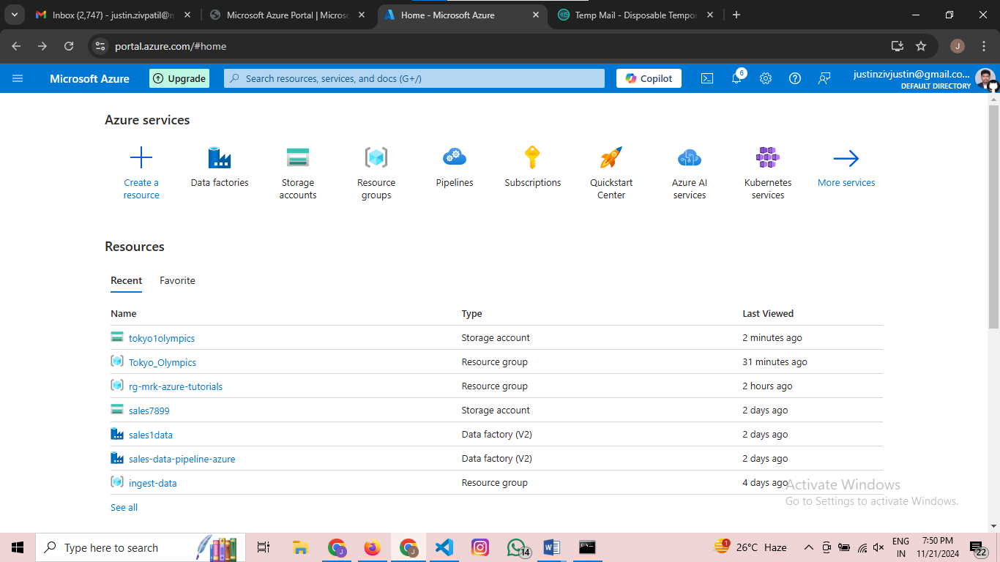 Inbox (2,747) - justin.zivpatil@m
Microsoft Azure Portal | Micros
Home - Microsoft Azure
Temp Mail - Disposable Tempo
portal.azure.com/#home
J
Microsoft Azure
Upgrade
Search resources, services, and docs (G+/)
Copilot
6
justinzivjustin@gmail.co...
DEFAULT DIRECTORY
Azure services
Create a resource
Data factories
Storage accounts
Resource groups
Pipelines
Subscriptions
Quickstart Center
Azure AI services
Kubernetes services
More services
Resources
Recent Favorite
Name Type Last Viewed
tokyo1olympics Storage account 2 minutes ago
Tokyo_Olympics Resource group 31 minutes ago
rg-mrk-azure-tutorials Resource group 2 hours ago
sales7899 Storage account 2 days ago
sales1data Data factory (V2) 2 days ago
sales-data-pipeline-azure Data factory (V2) 2 days ago
ingest-data Resource group 4 days ago
See all
Activate Windows
Go to Settings to activate Windows.
Type here to search
J
J
14
1
26°C Haze
ENG
IN
7:50 PM
11/21/2024
22